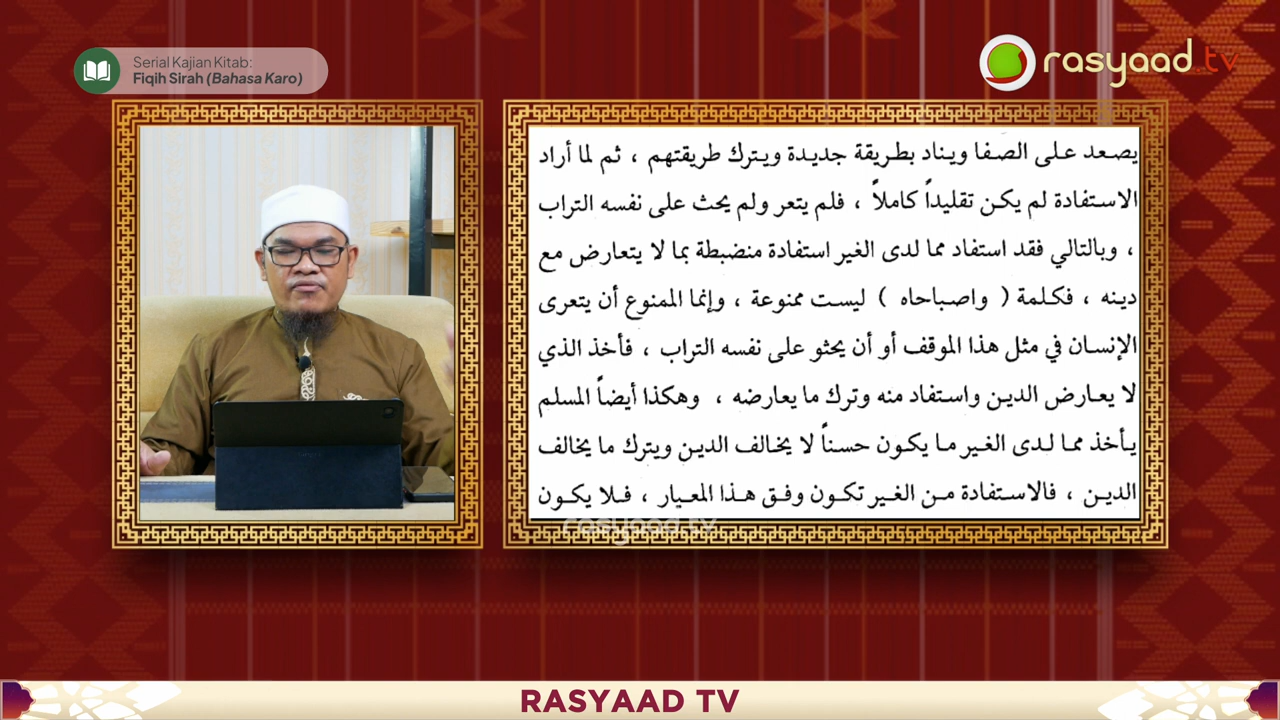 Serial Kajian Kitab:
Fiqih Sirah (Bahasa Karo)
rasyaad tv
يصعد على الصفا ويناد بطريقة جديدة ويترك طريقتهم ، ثم لما أراد
الاستفادة لم يكن تقليداً كاملاً ، فلم يتعر ولم يحث على نفسه التراب
، وبالتالي فقد استفاد مما لدى الغير استفادة منضبطة بما لا يتعارض مع
دينه ، فكلمة ( واصباحاه ) ليست ممنوعة ، وإنما الممنوع أن يتعرى
الإنسان في مثل هذا الموقف أو أن يحثو على نفسه التراب ، فأخذ الذي
لا يعارض الدين واستفاد منه وترك ما يعارضه ، وهكذا أيضاً المسلم
يأخذ مما لدى الغير ما يكون حسناً لا يخالف الدين ويترك ما يخالف
الدين ، فالاستفادة من الغير تكون وفق هذا المعيار ، فلا يكون
rasyaad tv
RASYAAD TV